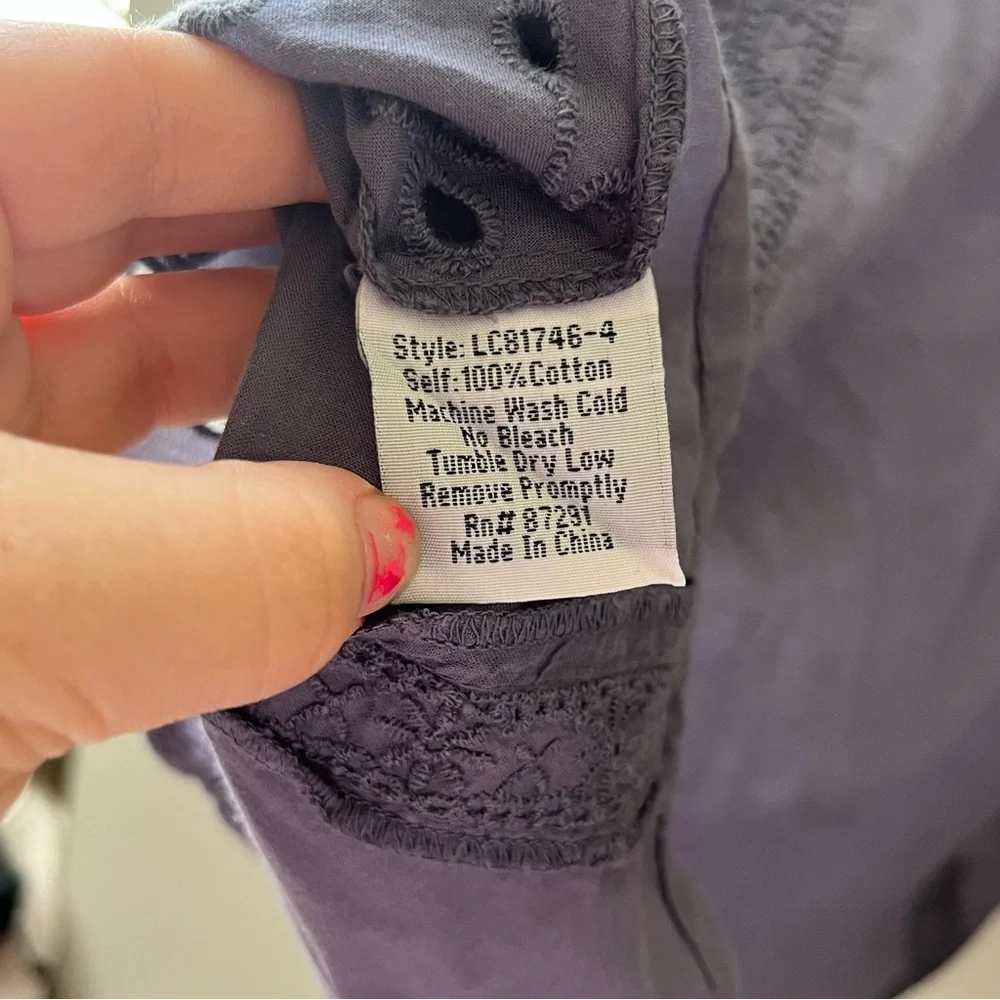 Style: LC81746-4
Self:100%Cotton
Machine Wash Cold
No Bleach
Tumble Dry Low
Remove Promptly
Rn# 87291
Made In China